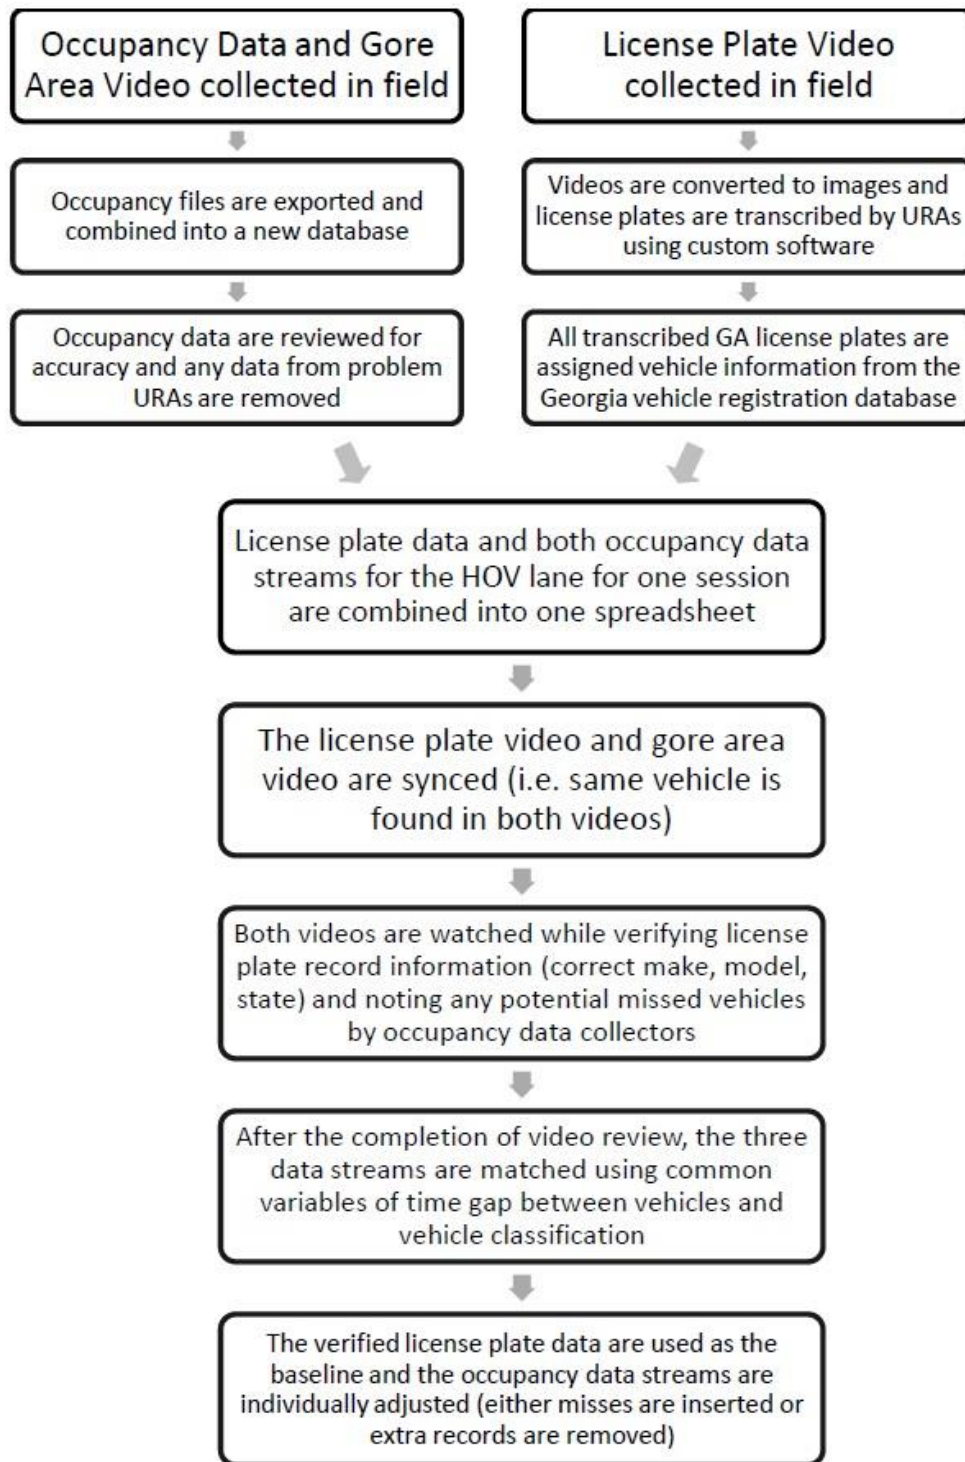 Occupancy Data and Gore
Area Video collected in field
License Plate Video
collected in field
Occupancy files are exported and
combined into a new database
Videos are converted to images and
license plates are transcribed by URAs
using custom software
Occupancy data are reviewed for
accuracy and any data from problem
URAs are removed
All transcribed GA license plates are
assigned vehicle information from the
Georgia vehicle registration database
License plate data and both occupancy data
streams for the HOV lane for one session
are combined into one spreadsheet
The license plate video and gore area
video are synced (i.e. same vehicle is
found in both videos)
Both videos are watched while verifying license
plate record information (correct make, model,
state) and noting any potential missed vehicles
by occupancy data collectors
After the completion of video review, the three
data streams are matched using common
variables of time gap between vehicles and
vehicle classification
The verified license plate data are used as the
baseline and the occupancy data streams are
individually adjusted (either misses are inserted or
extra records are removed)